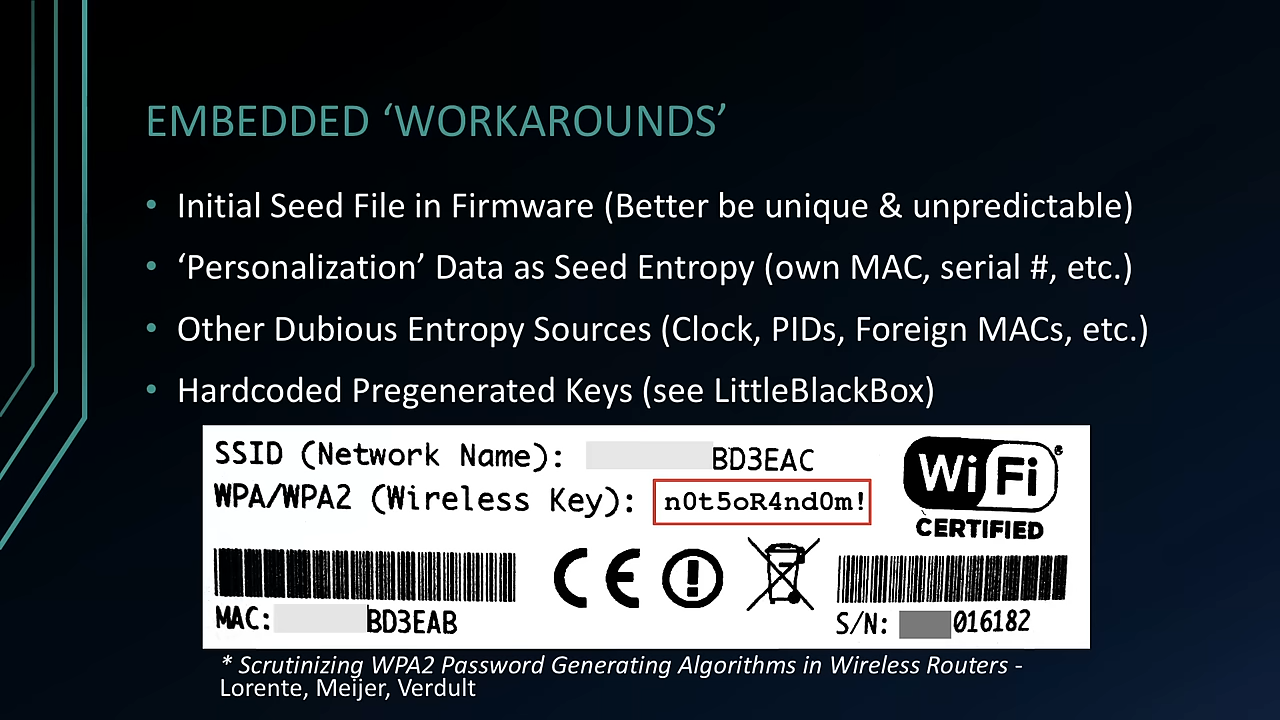 EMBEDDED ‘WORKAROUNDS’
• Initial Seed File in Firmware (Better be unique & unpredictable)
• ‘Personalization’ Data as Seed Entropy (own MAC, serial #, etc.)
• Other Dubious Entropy Sources (Clock, PIDs, Foreign MACs, etc.)
• Hardcoded Pregenerated Keys (see LittleBlackBox)
SSID (Network Name): BD3EAC
WPA/WPA2 (Wireless Key): n0t5oR4nd0m!
Wi Fi ®
CERTIFIED
CE
MAC: BD3EAB
S/N: 016182
* Scrutinizing WPA2 Password Generating Algorithms in Wireless Routers -
Lorente, Meijer, Verdult